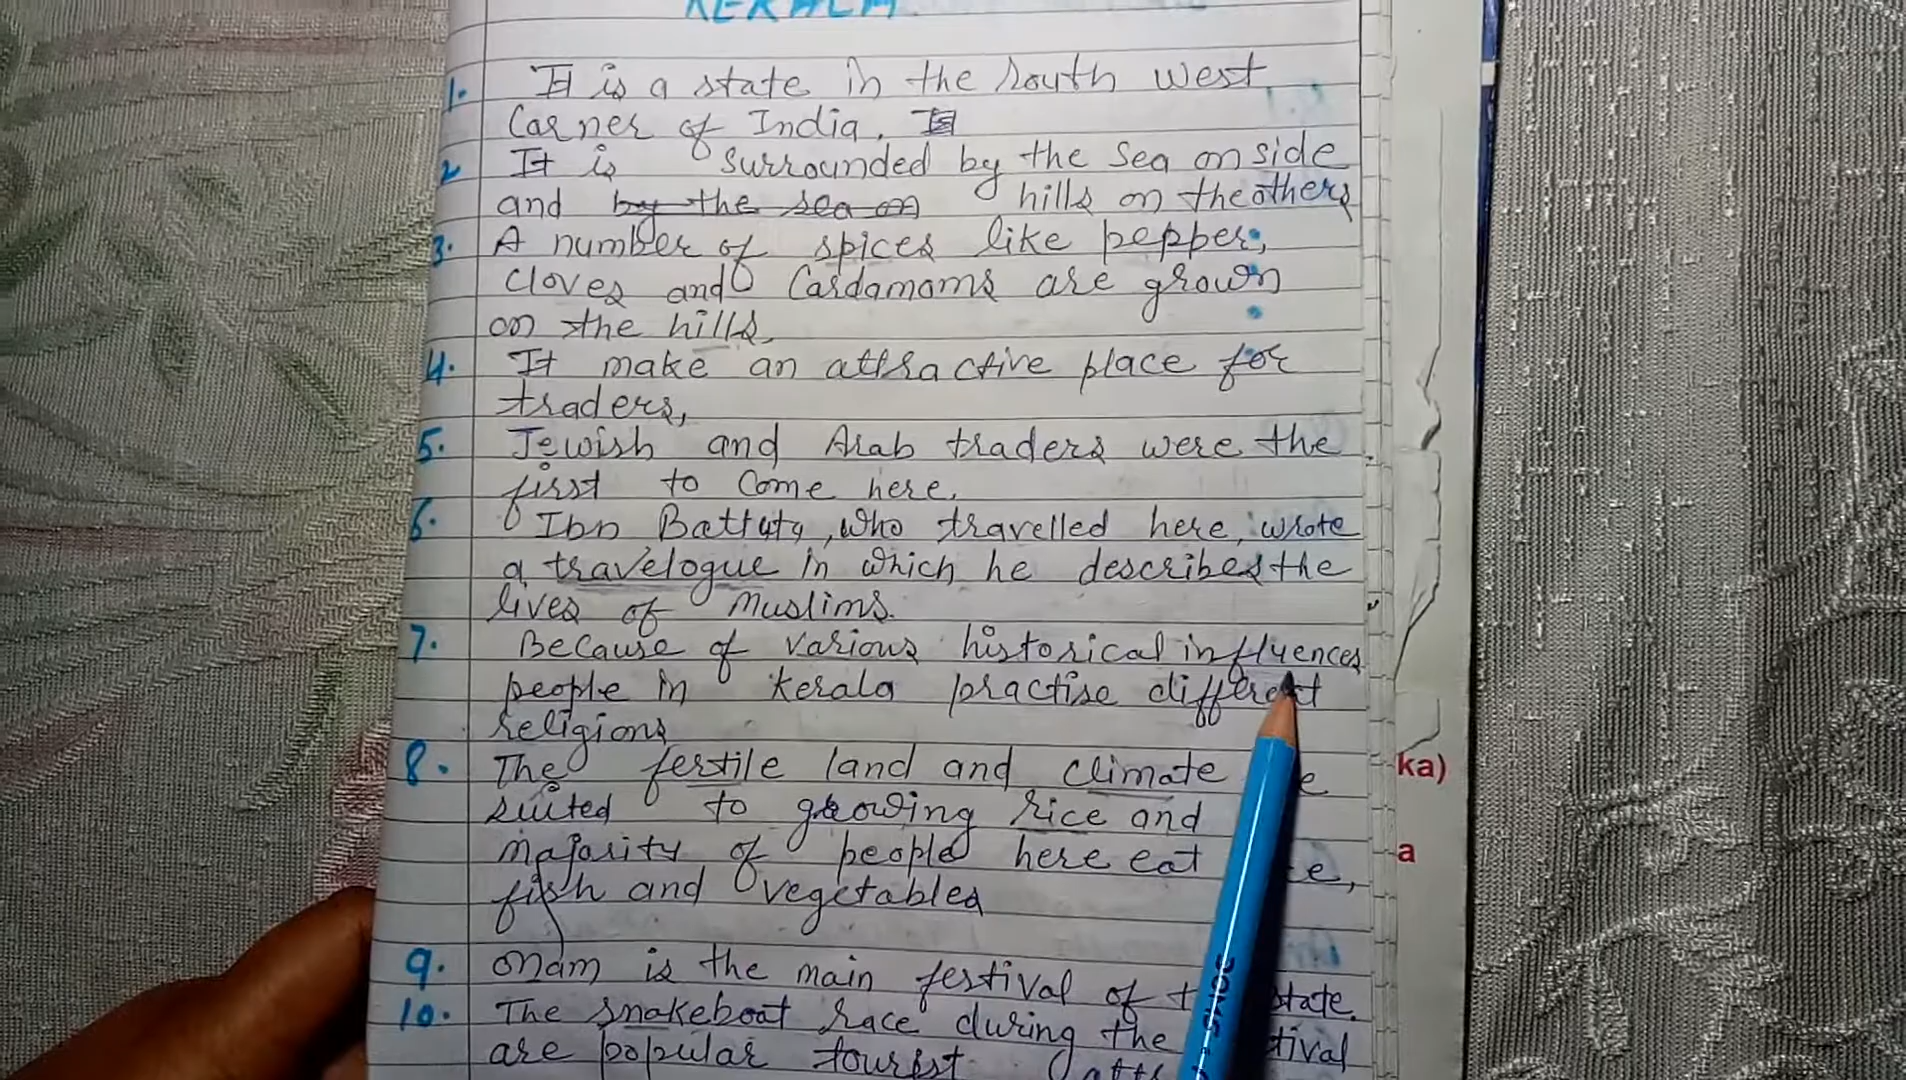 KERALA
1. It is a state in the south west
Corner of India.
2 It is surrounded by the sea on side
and by the sea on hills on the others
3. A number of spices like pepper,
cloves and Cardamoms are grown
on the hills.
4. It make an attractive place for
traders,
5. Jewish and Arab traders were the
first to come here.
6. Ibn Battuta, who travelled here, wrote
a travelogue in which he describes the
lives of muslims.
7. Because of various historical influences
people in kerala practise different
religions
8. The fertile land and climate
ka)
suited to growing rice and
majority of people here eat
a
fish and vegetables
9. onam is the main festival of state.
10. The snakeboat race during the
are popular tourist